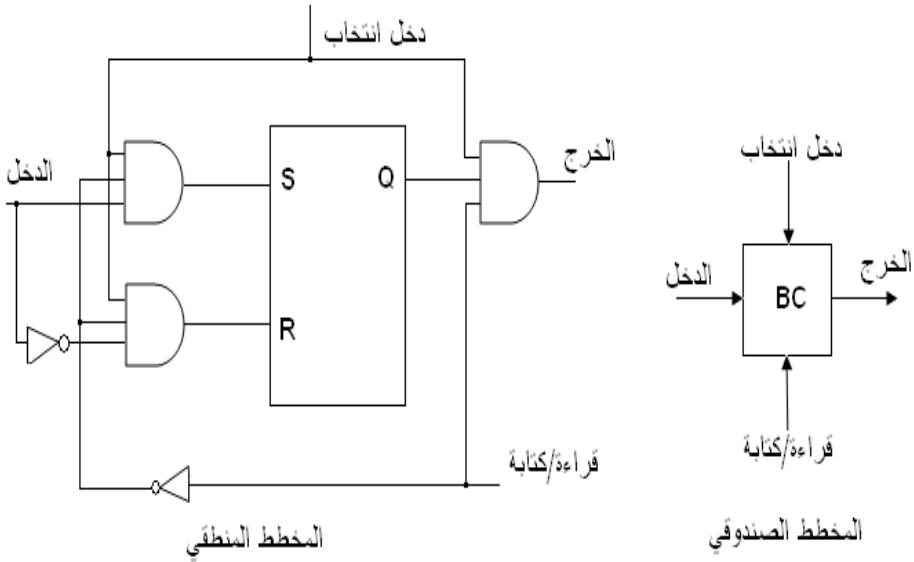 دخل انتخاب
الدخل
S
Q
R
الخرج
قراءة/كتابة
المخطط المنطقي
دخل انتخاب
الدخل
BC
الخرج
قراءة/كتابة
المخطط الصندوقي